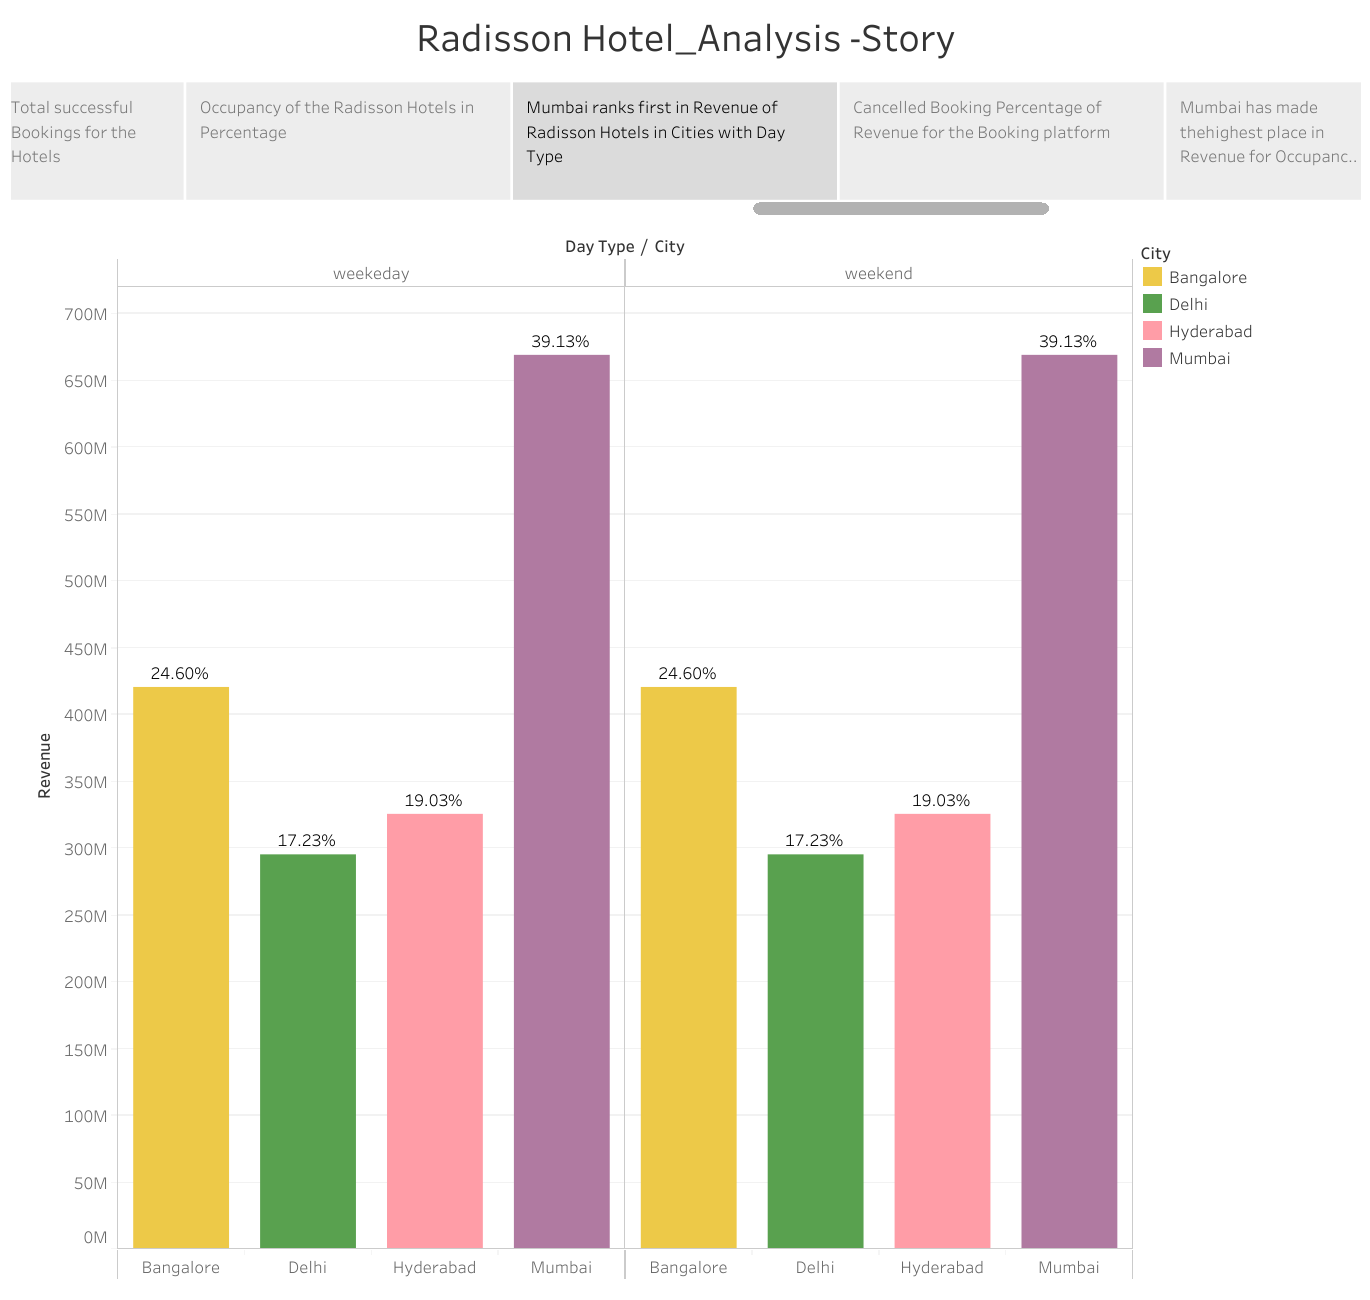 Radisson Hotel_Analysis -Story
Total successful
Bookings for the
Hotels
Occupancy of the Radisson Hotels in
Percentage
Mumbai ranks first in Revenue of
Radisson Hotels in Cities with Day
Type
Cancelled Booking Percentage of
Revenue for the Booking platform
Mumbai has made
thehighest place in
Revenue for Occupanc..
Day Type / City
weekeday
weekend
City
Bangalore
Delhi
Hyderabad
Mumbai
Revenue
700M
650M
600M
550M
500M
450M
400M
350M
300M
250M
200M
150M
100M
50M
0M
24.60%
17.23%
19.03%
39.13%
24.60%
17.23%
19.03%
39.13%
Bangalore
Delhi
Hyderabad
Mumbai
Bangalore
Delhi
Hyderabad
Mumbai